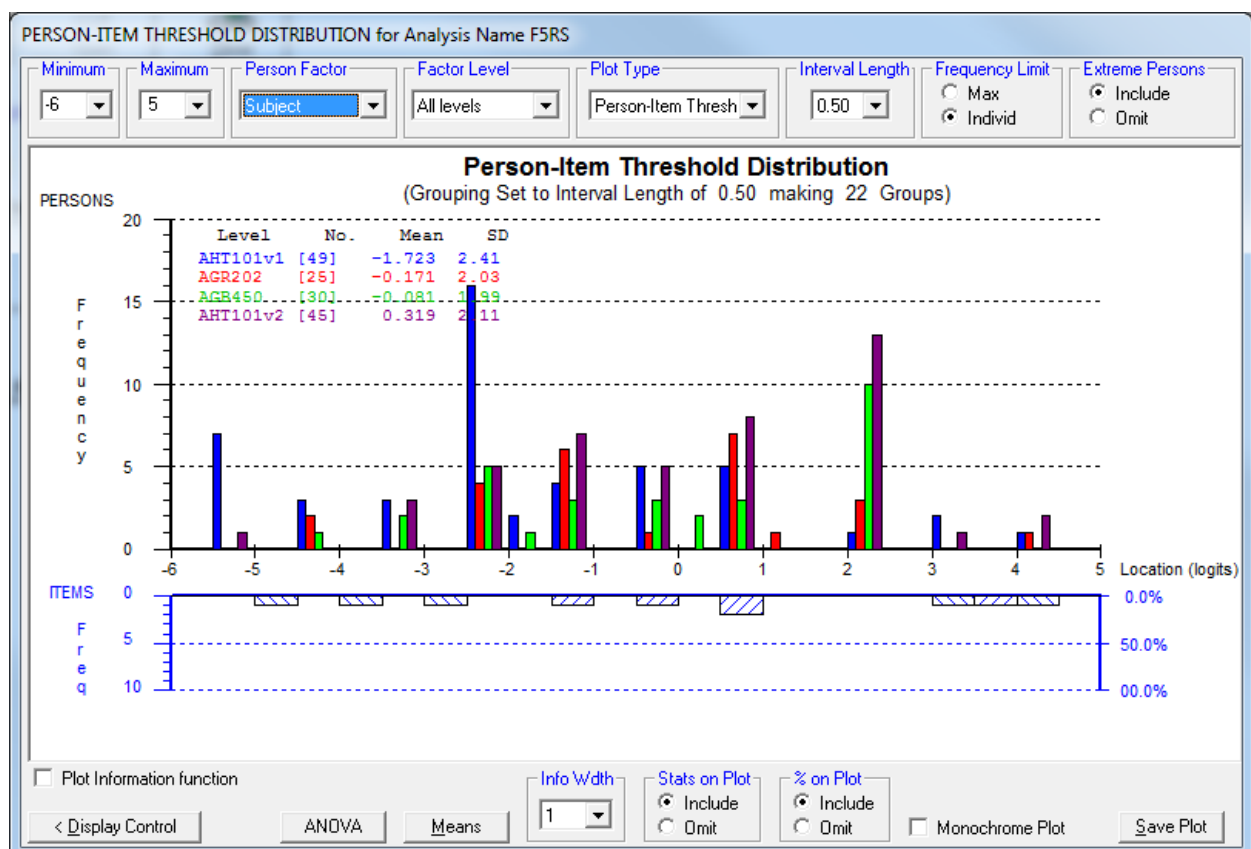 PERSON-ITEM THRESHOLD DISTRIBUTION for Analysis Name F5RS
Minimum Maximum Person Factor Factor Level Plot Type Interval Length Frequency Limit Extreme Persons
-6 5 Subject All levels Person-Item Thresh 0.50 Max Include
Individ Omit
Person-Item Threshold Distribution
(Grouping Set to Interval Length of 0.50 making 22 Groups)
PERSONS
Frequency
20
15
10
5
0
Level No. Mean SD
AHT101v1 [49] -1.723 2.41
AGR202 [25] -0.171 2.03
AGR450 [30] -0.081 1.99
AHT101v2 [45] 0.319 2.11
-6 -5 -4 -3 -2 -1 0 1 2 3 4 5 Location (logits)
ITEMS 0 0.0%
Freq
5 50.0%
10 00.0%
Plot Information function
Info Wdth Stats on Plot % on Plot
1 Include Include
Omit Omit
< Display Control ANOVA Means Monochrome Plot Save Plot